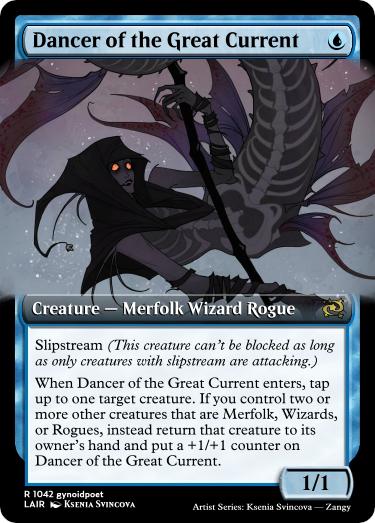 Dancer of the Great Current
Creature — Merfolk Wizard Rogue
Slipstream (This creature can't be blocked as long
as only creatures with slipstream are attacking.)
When Dancer of the Great Current enters, tap
up to one target creature. If you control two or
more other creatures that are Merfolk, Wizards,
or Rogues, instead return that creature to its
owner's hand and put a +1/+1 counter on
Dancer of the Great Current.
1/1
R 1042 gynoidpoet
LAIR Ksenia Svincova
Artist Series: Ksenia Svincova — Zangy